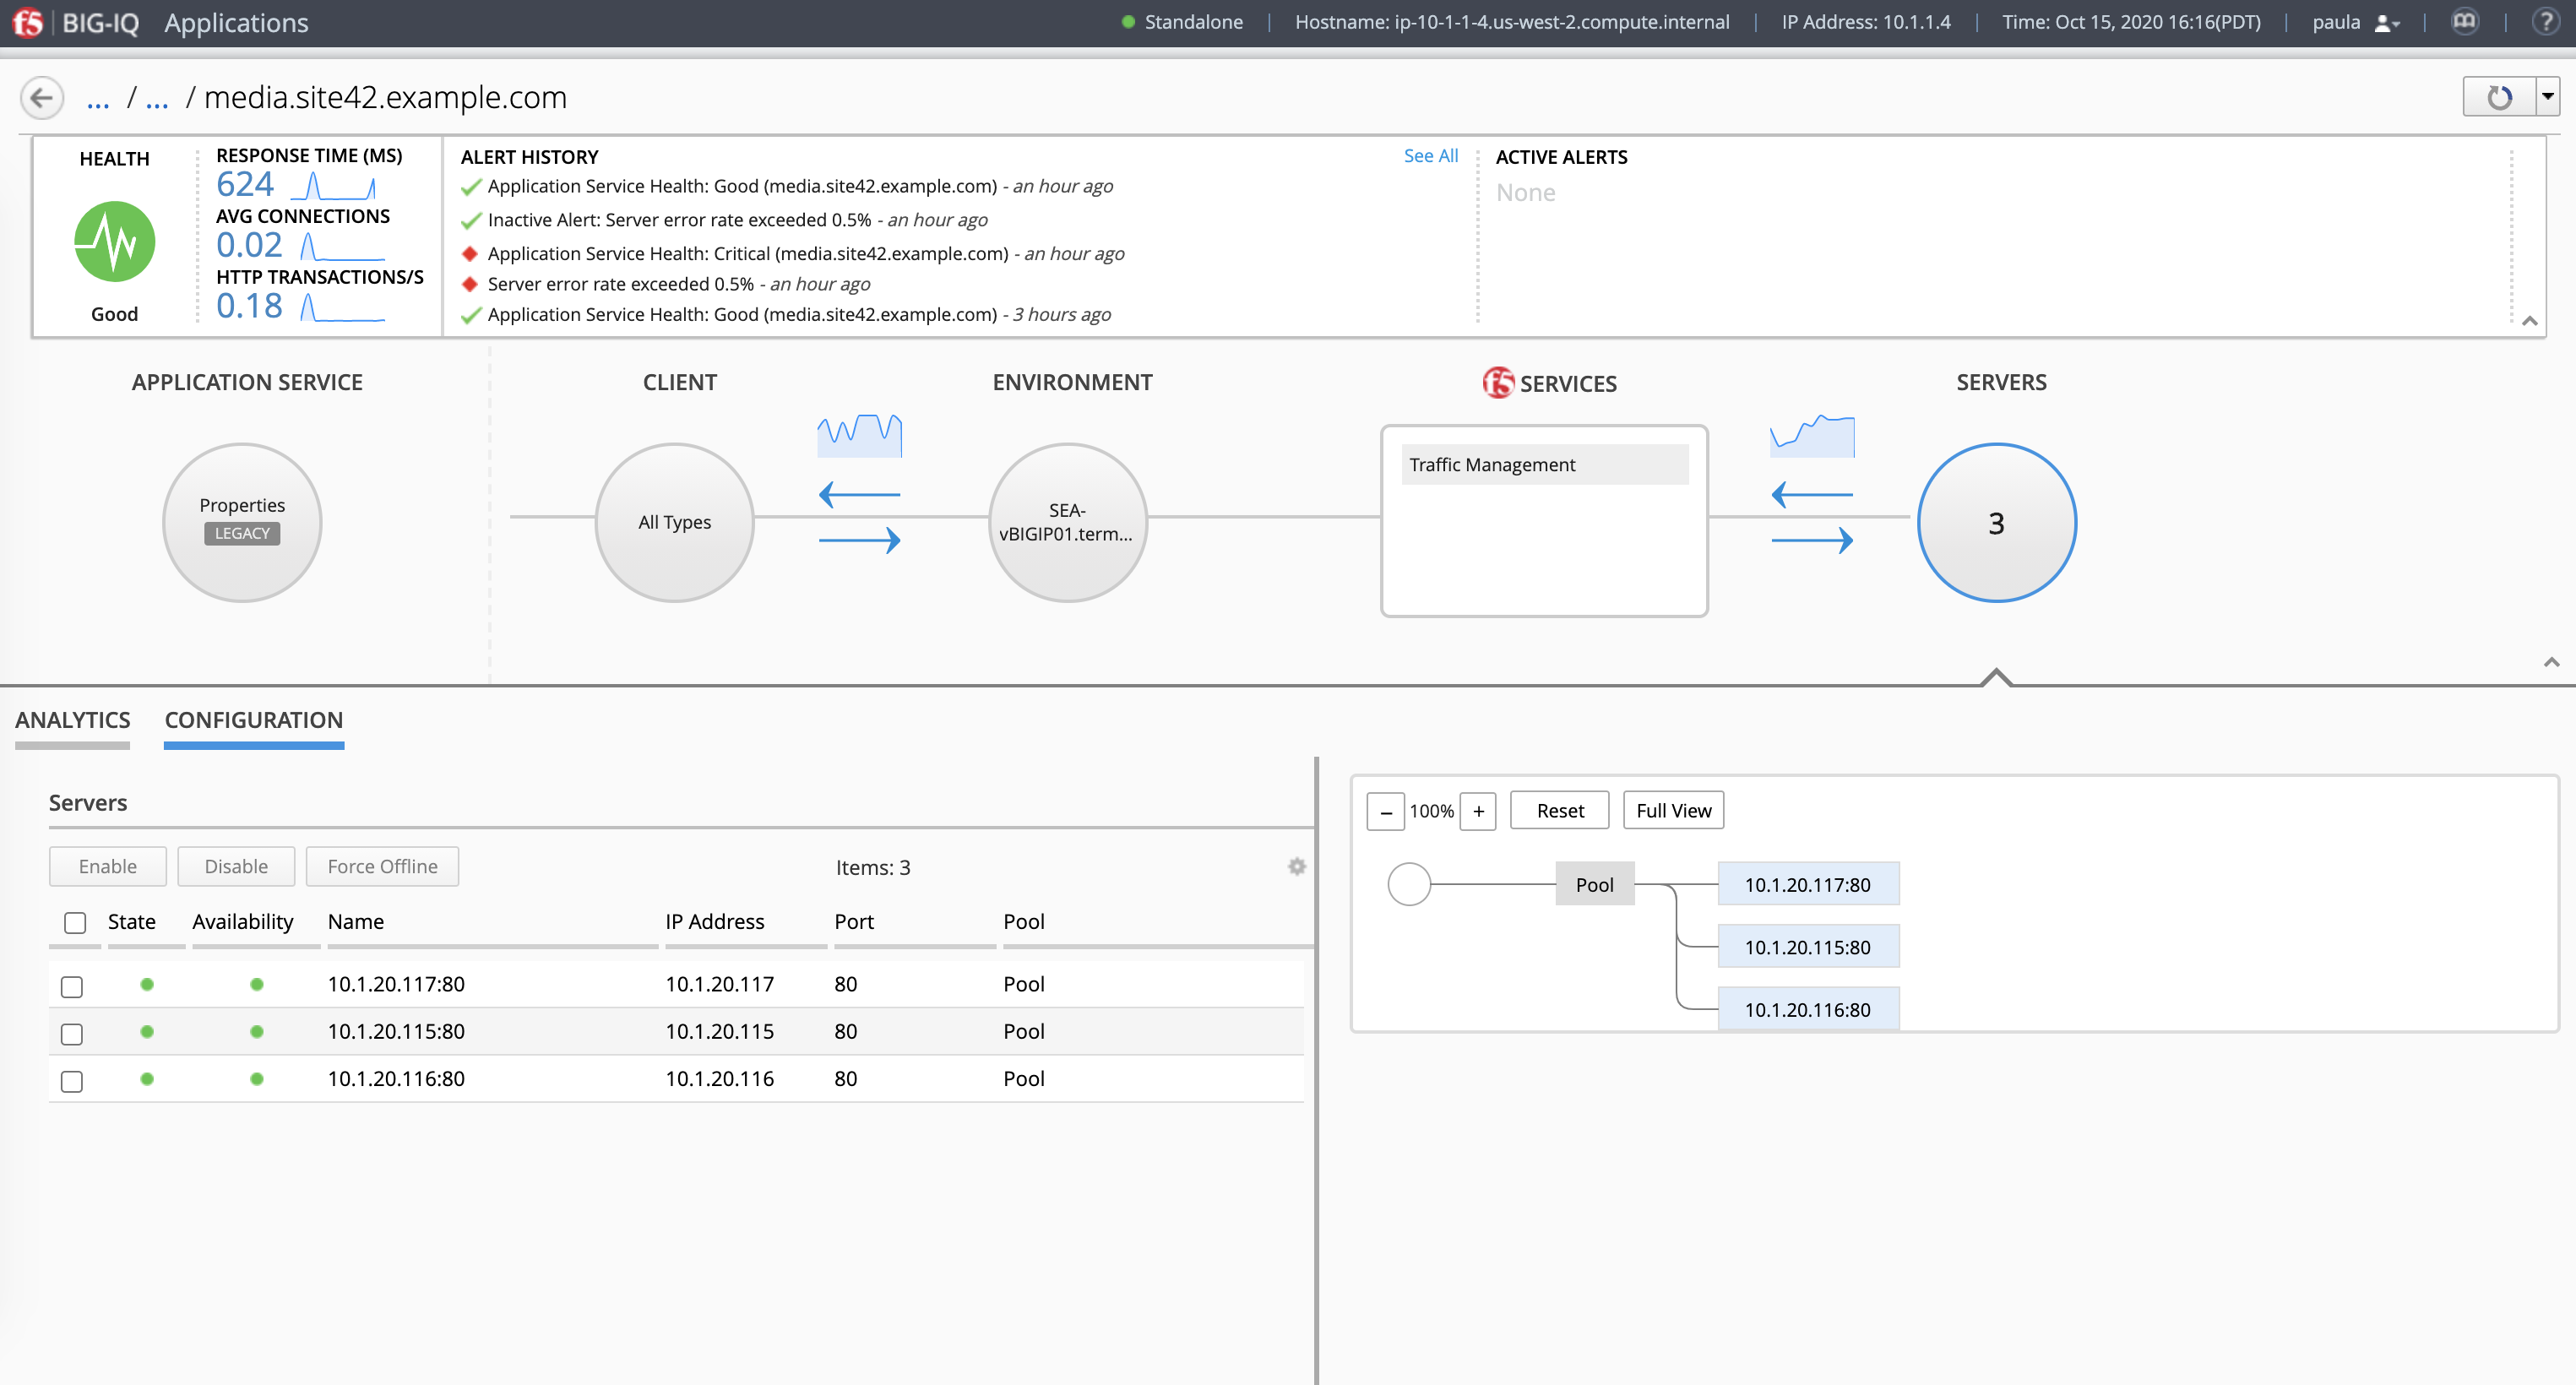 f5 BIG-IQ Applications
Standalone | Hostname: ip-10-1-1-4.us-west-2.compute.internal | IP Address: 10.1.1.4 | Time: Oct 15, 2020 16:16(PDT) | paula | ?
... / ... / media.site42.example.com
HEALTH
Good
RESPONSE TIME (MS)
624
AVG CONNECTIONS
0.02
HTTP TRANSACTIONS/S
0.18
ALERT HISTORY
See All
Application Service Health: Good (media.site42.example.com) - an hour ago
Inactive Alert: Server error rate exceeded 0.5% - an hour ago
Application Service Health: Critical (media.site42.example.com) - an hour ago
Server error rate exceeded 0.5% - an hour ago
Application Service Health: Good (media.site42.example.com) - 3 hours ago
ACTIVE ALERTS
None
APPLICATION SERVICE
CLIENT
ENVIRONMENT
f5 SERVICES
SERVERS
Properties
LEGACY
All Types
SEA-
vBIGIP01.term...
Traffic Management
3
ANALYTICS
CONFIGURATION
Servers
Enable
Disable
Force Offline
Items: 3
State Availability Name IP Address Port Pool
10.1.20.117:80 10.1.20.117 80 Pool
10.1.20.115:80 10.1.20.115 80 Pool
10.1.20.116:80 10.1.20.116 80 Pool
– 100% + Reset Full View
Pool
10.1.20.117:80
10.1.20.115:80
10.1.20.116:80